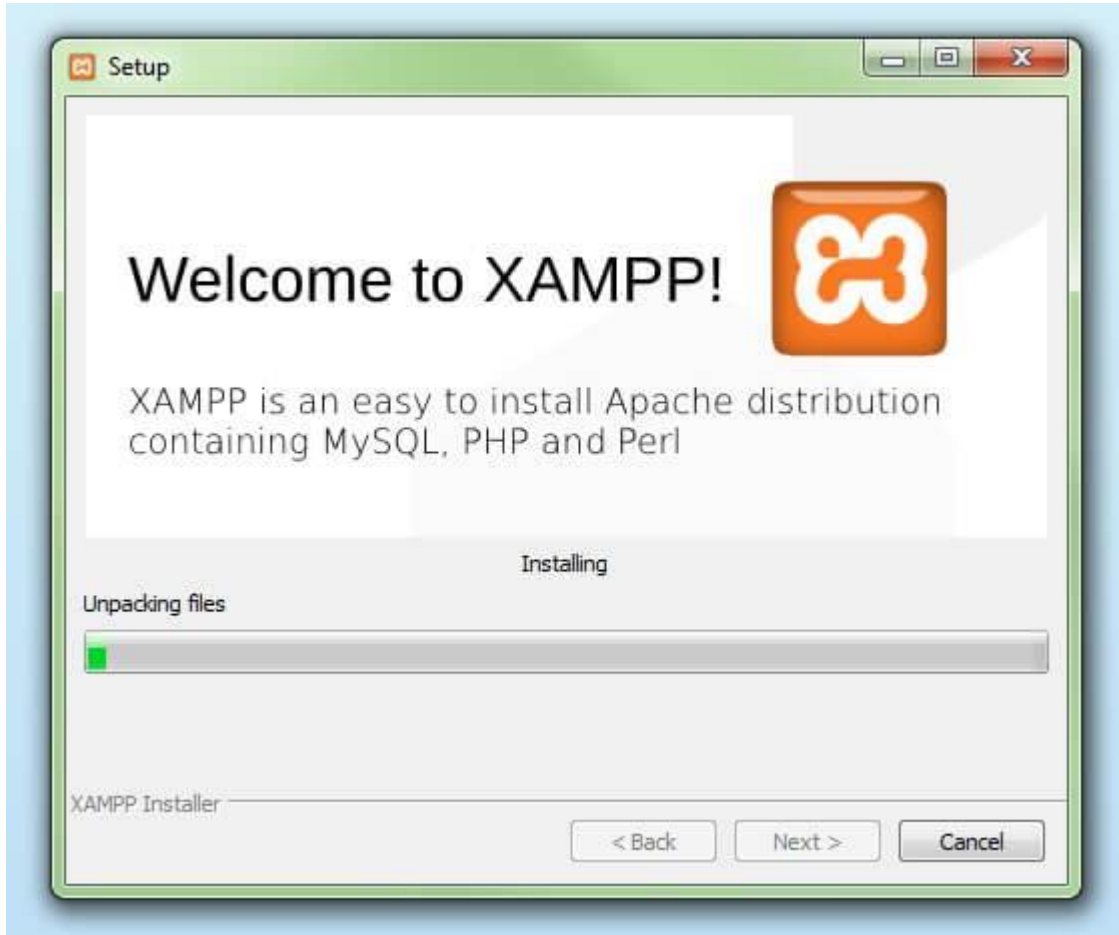 Setup
Welcome to XAMPP!
XAMPP is an easy to install Apache distribution
containing MySQL, PHP and Perl
Installing
Unpacking files
XAMPP Installer
< Back Next > Cancel